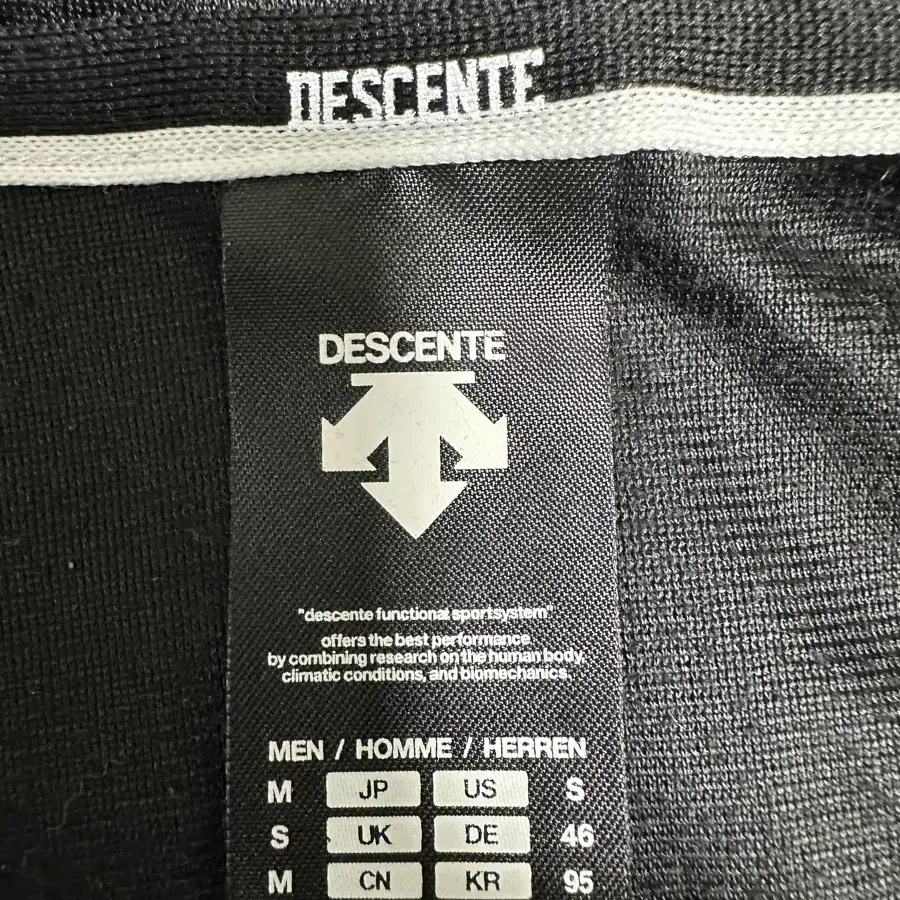 DESCENTE
DESCENTE
"descente functional sportsystem"
offers the best performance
by combining research on the human body,
climatic conditions, and biomechanics.
MEN / HOMME / HERREN
M JP US S
S UK DE 46
M CN KR 95